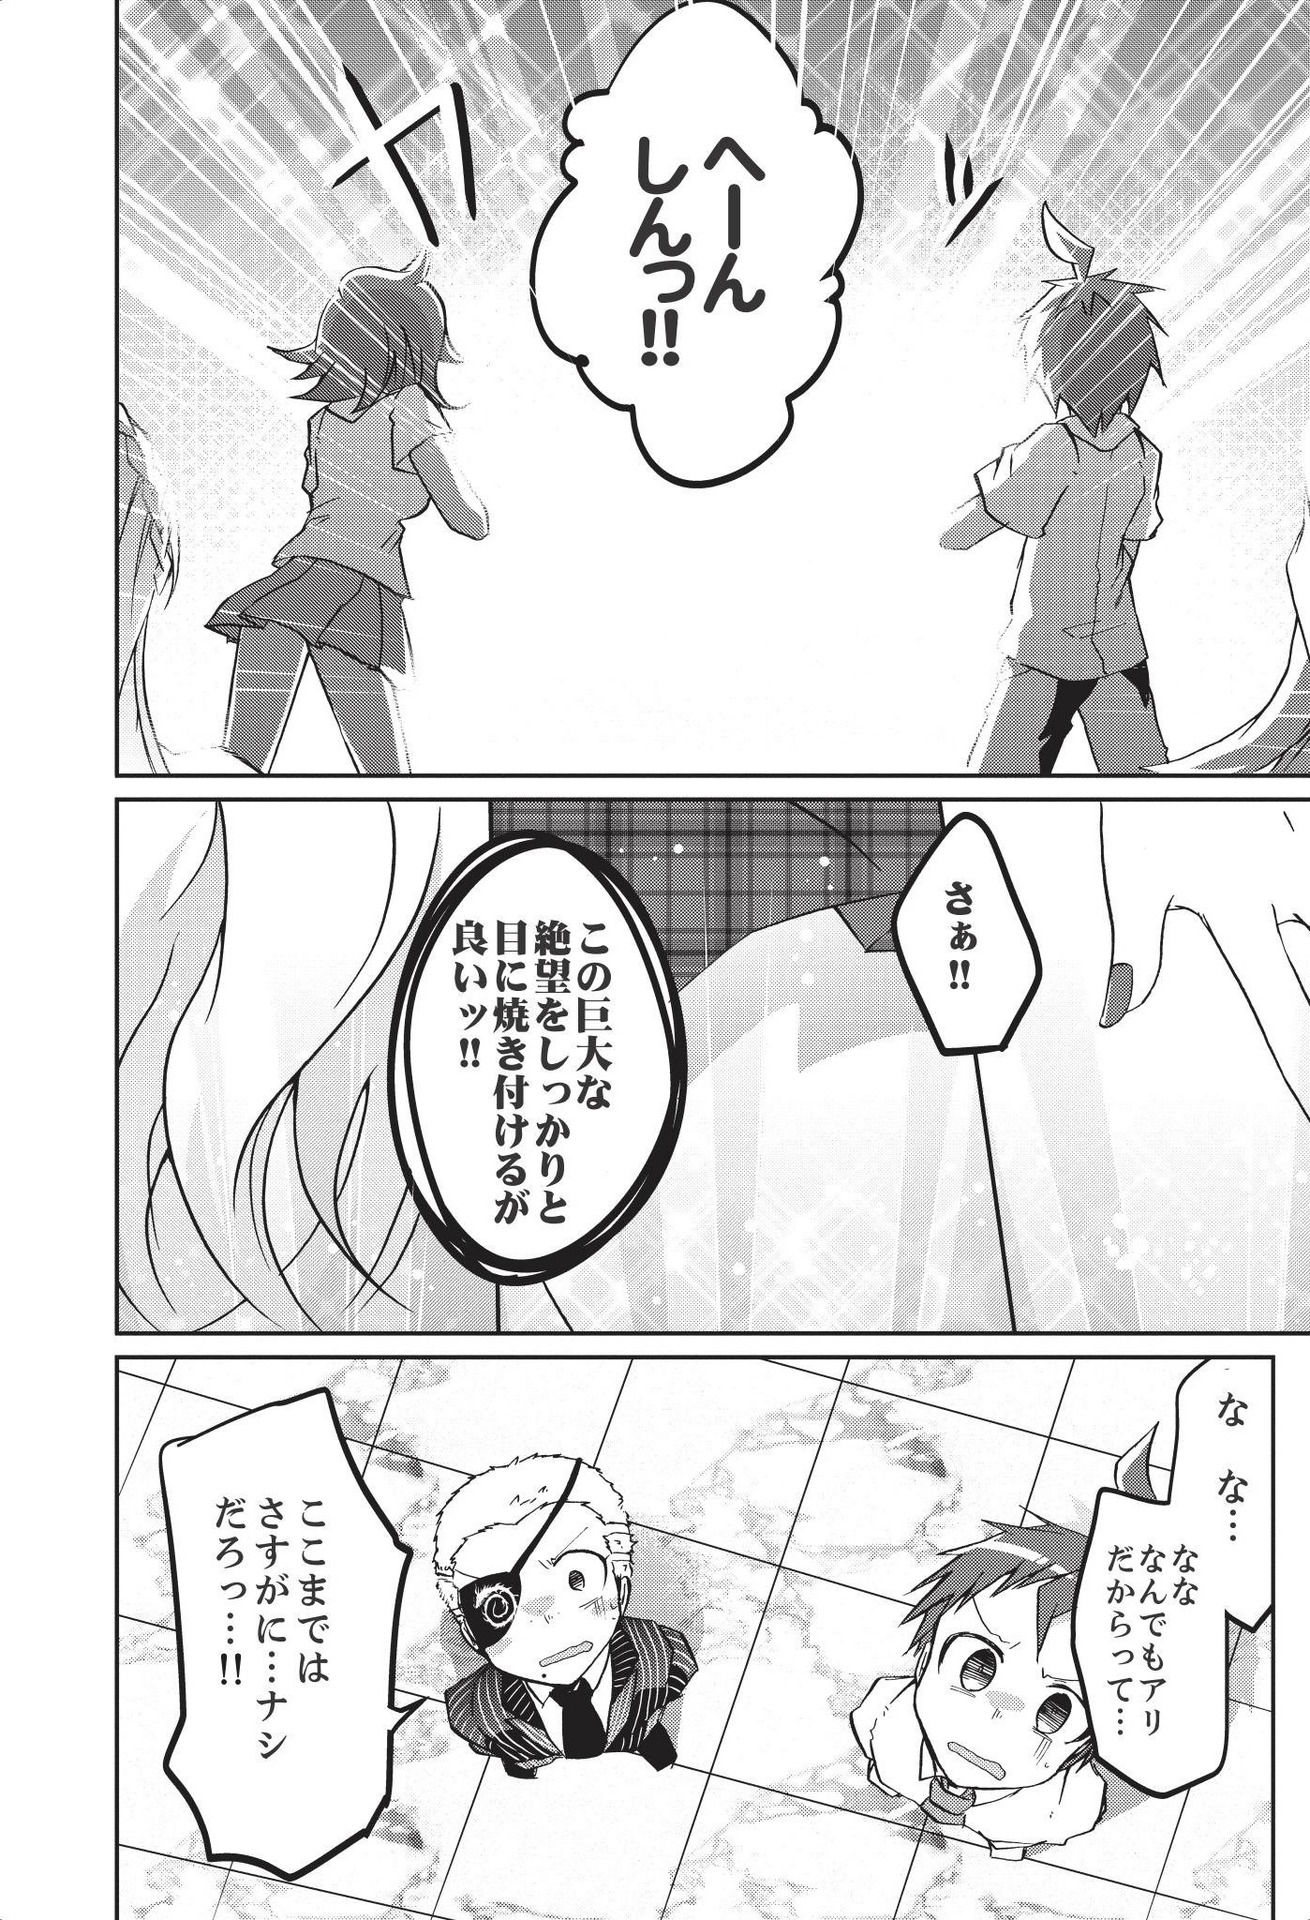 へーん
しんっ!!
カッ
さぁ!!
この巨大な
絶望をしっかりと
目に焼き付けるが
良いッ!!
な
な…
なな
なんでもアリ
だからって…
ここまでは
さすがに…ナシ
だろっ…!!